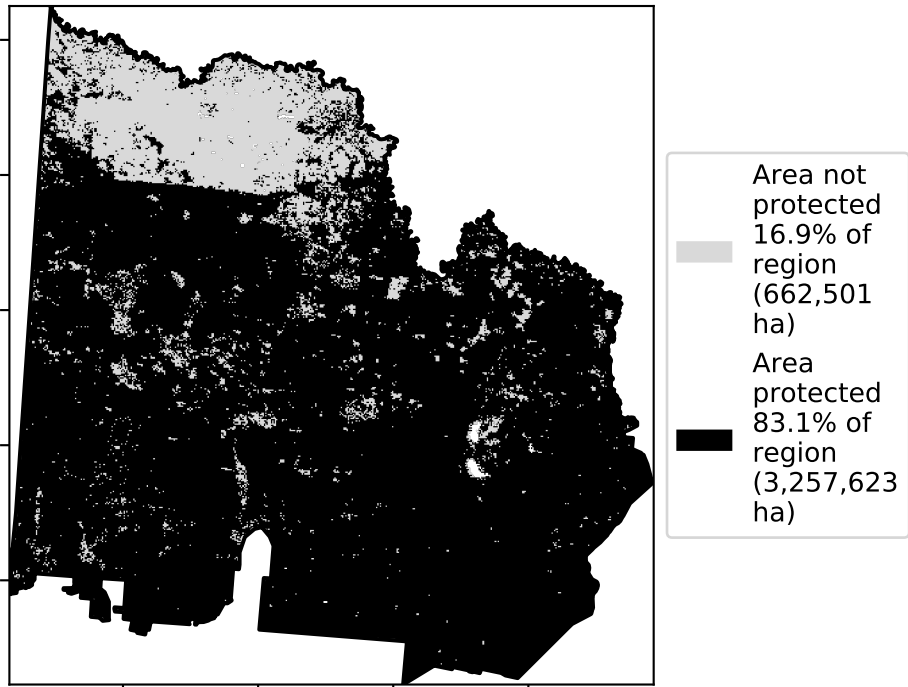 Area not
protected
16.9% of
region
(662,501
ha)
Area
protected
83.1% of
region
(3,257,623
ha)